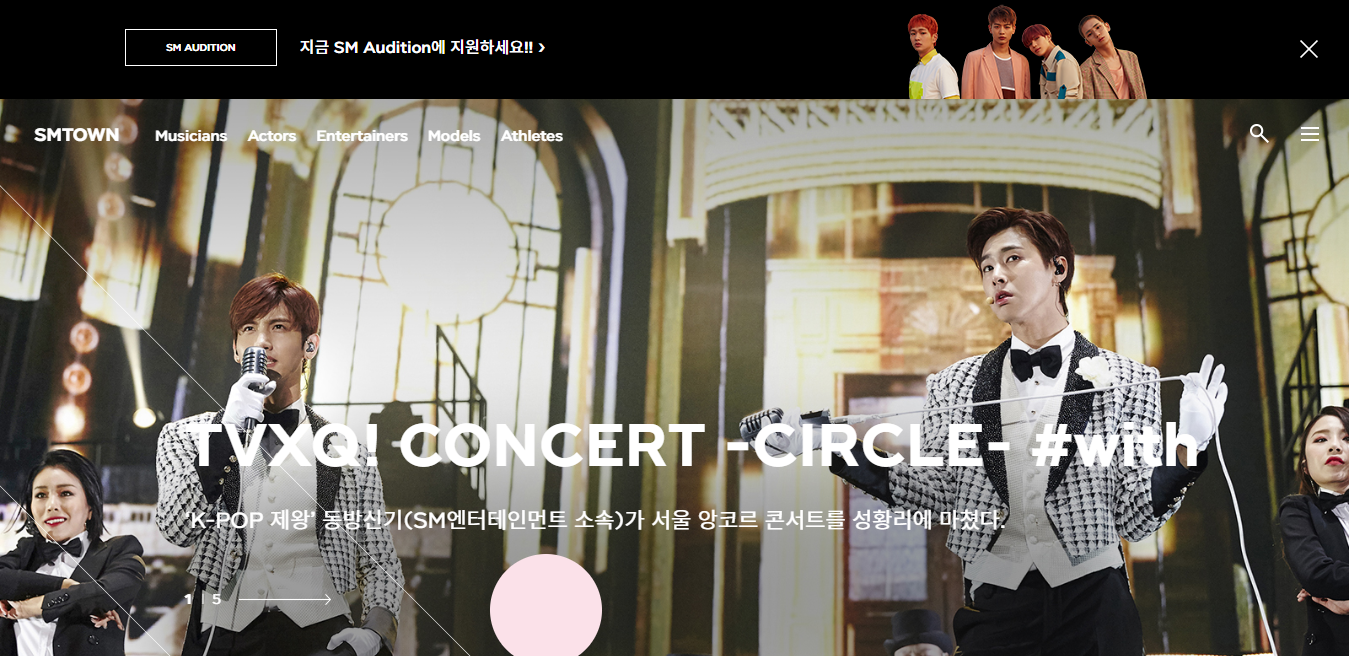 SM AUDITION
지금 SM Audition에 지원하세요!! ›
SMTOWN Musicians Actors Entertainers Models Athletes
TVXQ! CONCERT -CIRCLE- #with
'K-POP 제왕' 동방신기(SM엔터테인먼트 소속)가 서울 앙코르 콘서트를 성황리에 마쳤다.
1 | 5